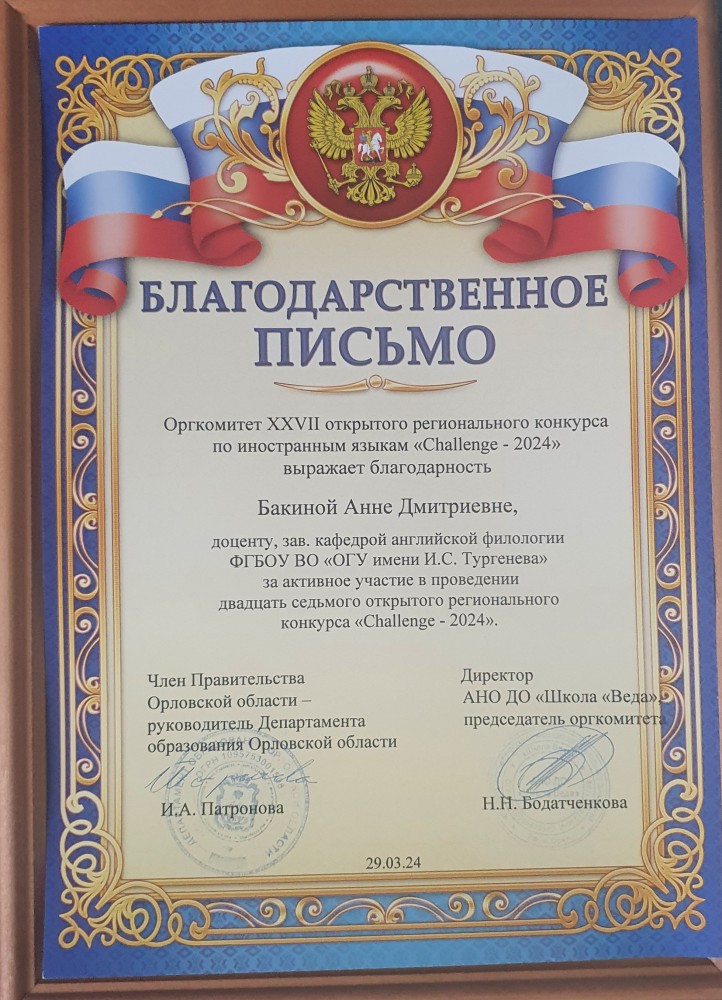 БЛАГОДАРСТВЕННОЕ
ПИСЬМО
Оргкомитет XXVII открытого регионального конкурса
по иностранным языкам «Challenge - 2024»
выражает благодарность
Бакиной Анне Дмитриевне,
доценту, зав. кафедрой английской филологии
ФГБОУ ВО «ОГУ имени И.С. Тургенева»
за активное участие в проведении
двадцать седьмого открытого регионального
конкурса «Challenge - 2024».
Член Правительства
Орловской области –
руководитель Департамента
образования Орловской области
И.А. Патронова
Директор
АНО ДО «Школа «Веда»,
председатель оргкомитета
Н.Н. Бодатченкова
29.03.24